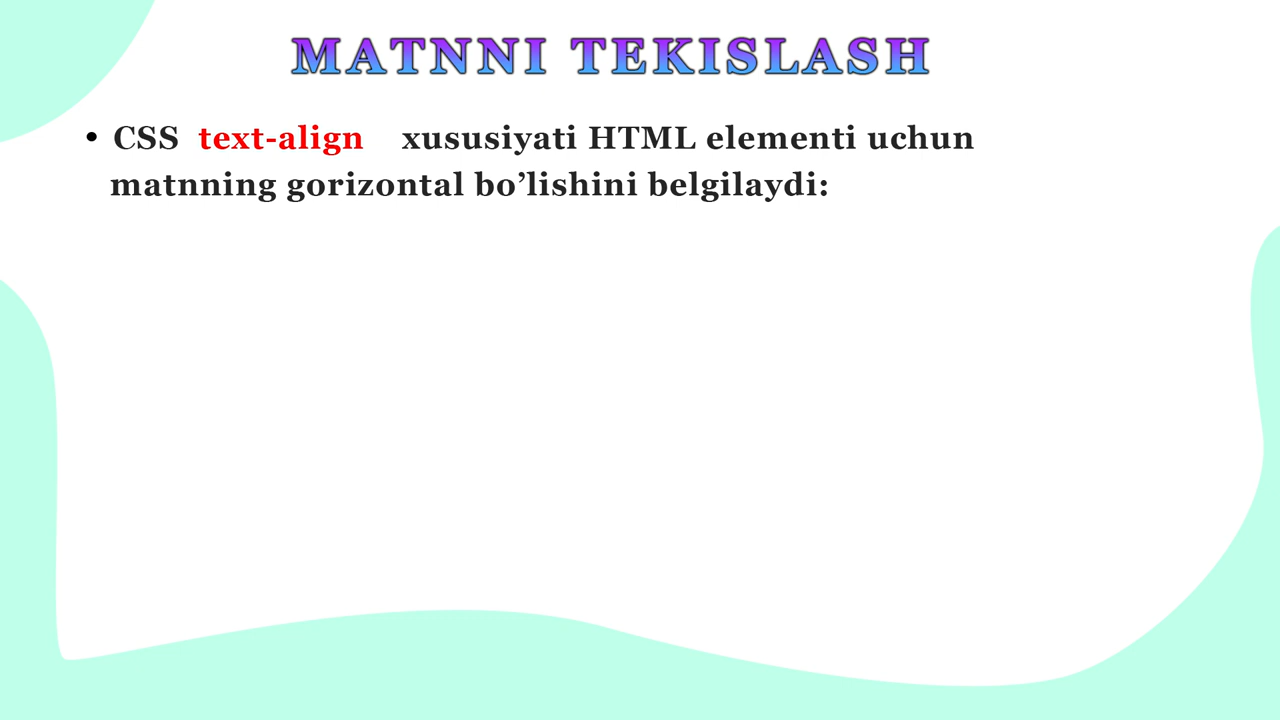 MATNNI TEKISLASH
• CSS text-align xususiyati HTML elementi uchun
matnning gorizontal bo’lishini belgilaydi: